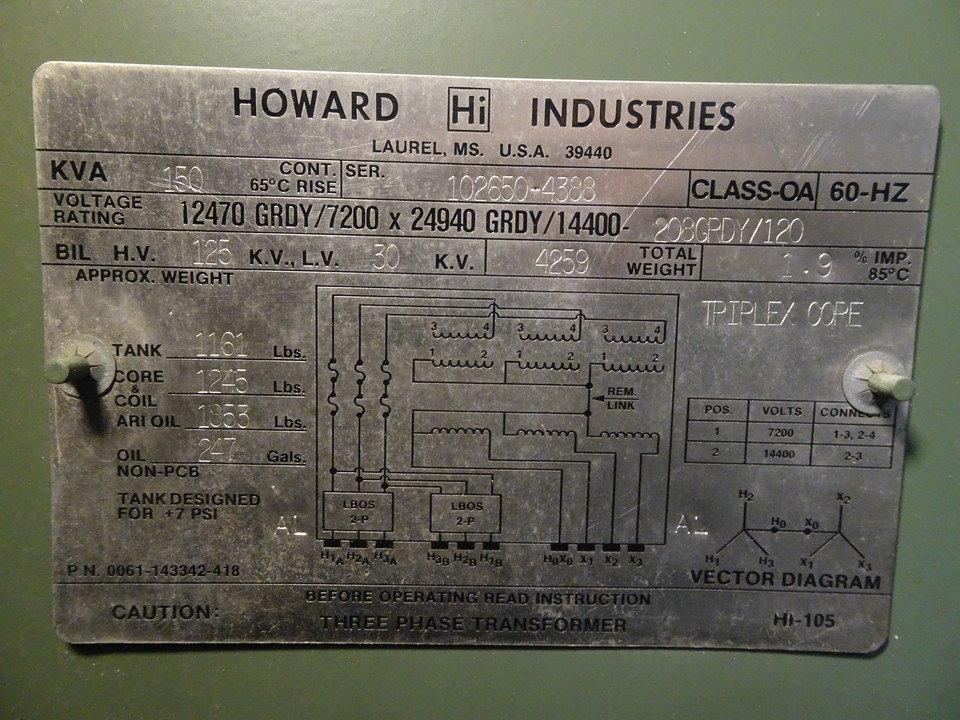 HOWARD Hi INDUSTRIES
LAUREL, MS. U.S.A. 39440
KVA 150 CONT. 65°C RISE SER. 102650-4388 CLASS-OA 60-HZ
VOLTAGE RATING 12470 GRDY/7200 x 24940 GRDY/14400- 208GRDY/120
BIL H.V. 125 K.V., L.V. 30 K.V. 4259 TOTAL WEIGHT 1.9 % IMP. 85°C
APPROX. WEIGHT
TRIPLEX CORE
TANK 1161 Lbs.
CORE & COIL 1245 Lbs.
ARI OIL 1853 Lbs.
OIL 247 Gals.
NON-PCB
TANK DESIGNED
FOR +7 PSI
3 4 3 4 3 4
1 2 1 2 1 2
REM. LINK
LBOS 2-P LBOS 2-P
AL AL
H1A H2A H3A H3B H2B H1B H0X0 X1 X2 X3
POS. VOLTS CONNECTS
1 7200 1-3, 2-4
2 14400 2-3
H2 X2
H0 X0
H1 H3 X1 X3
VECTOR DIAGRAM
P.N. 0061-143342-418
BEFORE OPERATING READ INSTRUCTION
CAUTION: THREE PHASE TRANSFORMER HI-105